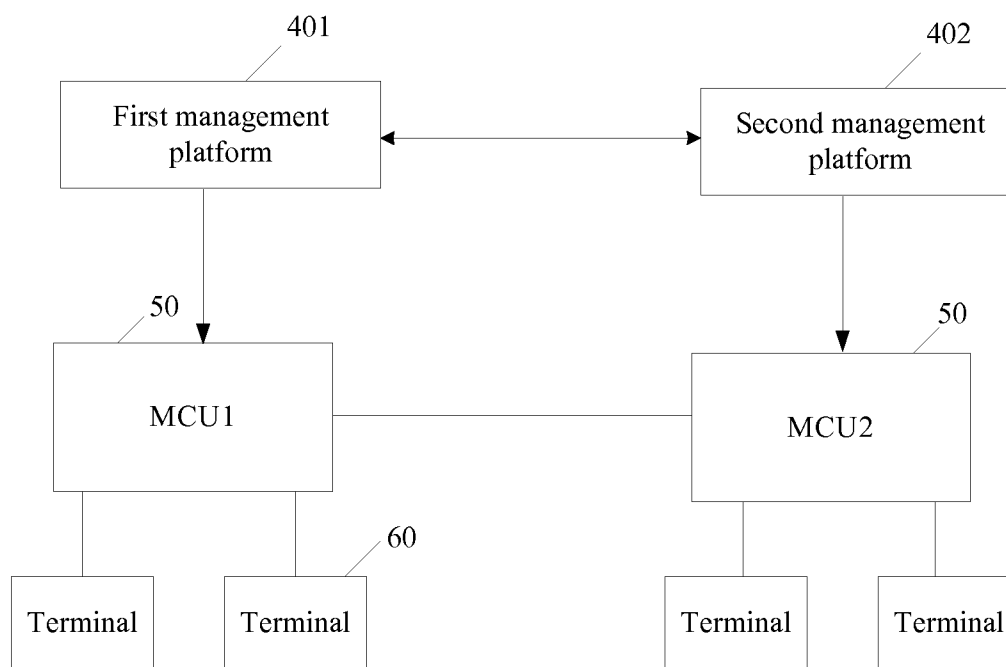 401
402
First management
platform
Second management
platform
50
50
MCU1
MCU2
60
Terminal
Terminal
Terminal
Terminal